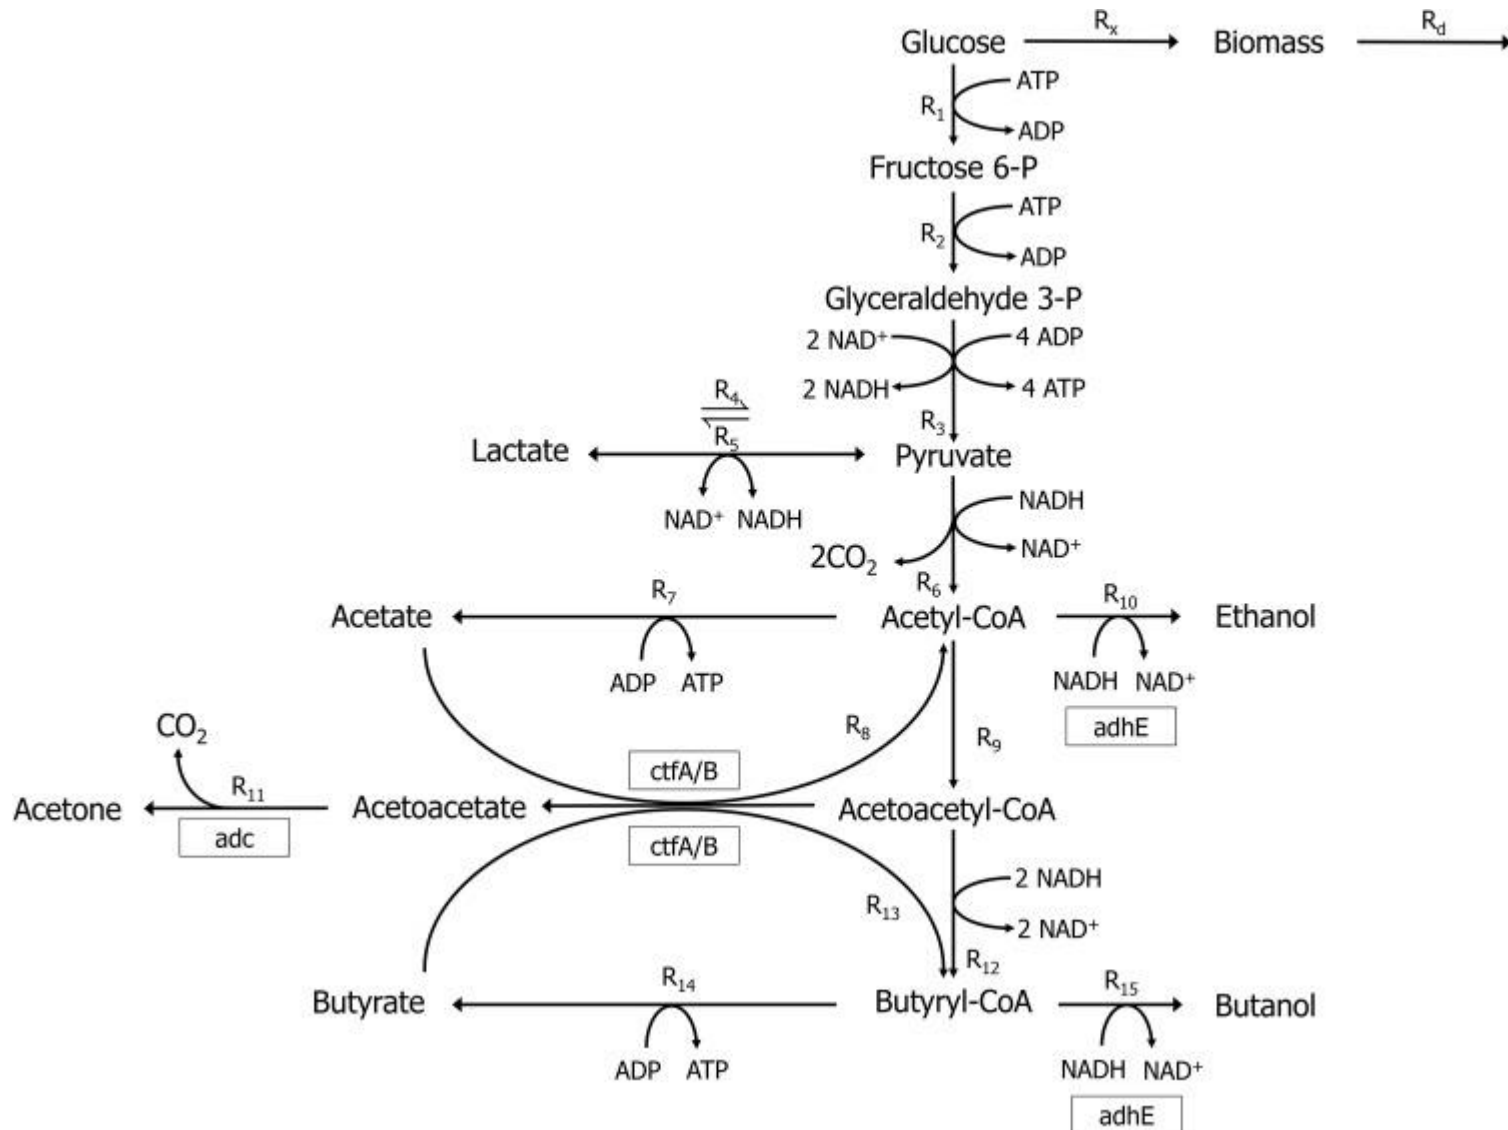 Glucose
Rₓ
Biomass
R_d
R₁
ATP
ADP
Fructose 6-P
R₂
ATP
ADP
Glyceraldehyde 3-P
2 NAD⁺
4 ADP
2 NADH
4 ATP
R₃
R₄
R₅
Lactate
Pyruvate
NAD⁺ NADH
NADH
2CO₂
NAD⁺
R₆
Acetate
R₇
Acetyl-CoA
R₁₀
Ethanol
ADP ATP
NADH NAD⁺
adhE
CO₂
R₈
R₉
ctfA/B
Acetone
R₁₁
Acetoacetate
Acetoacetyl-CoA
adc
ctfA/B
2 NADH
R₁₃
2 NAD⁺
R₁₂
Butyrate
R₁₄
Butyryl-CoA
R₁₅
Butanol
ADP ATP
NADH NAD⁺
adhE